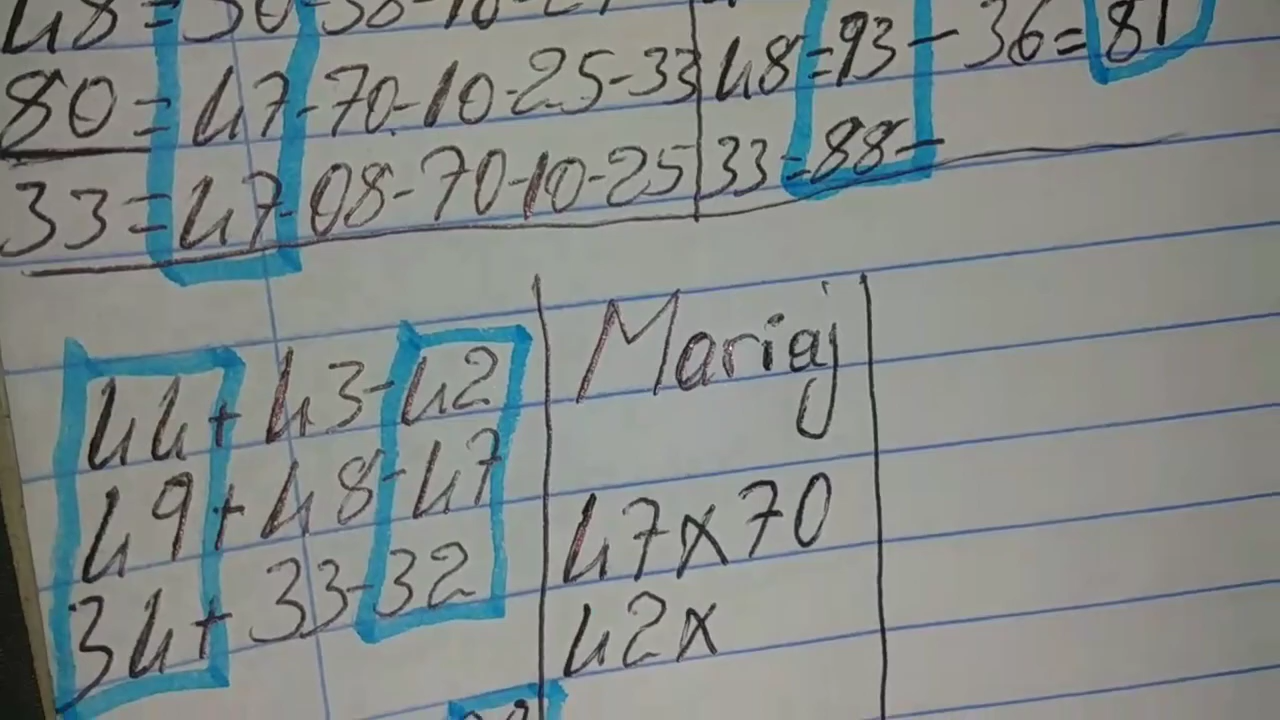 80=47-70-10-25-33
33=47-08-70-10-25
48=93-36=81
33=88-
44+43-42
49+48-47
34+33-32
Mariaj
47x70
42x